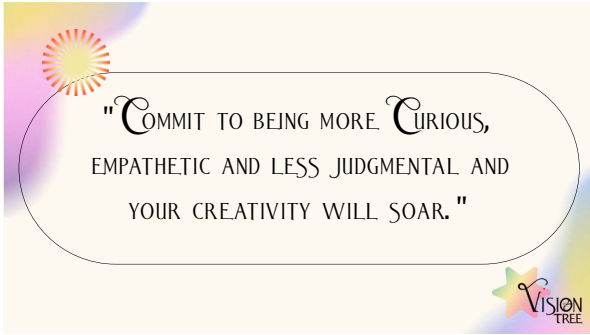 "Commit to being more Curious,
empathetic and less judgmental and
your creativity will soar."
Vision
Tree